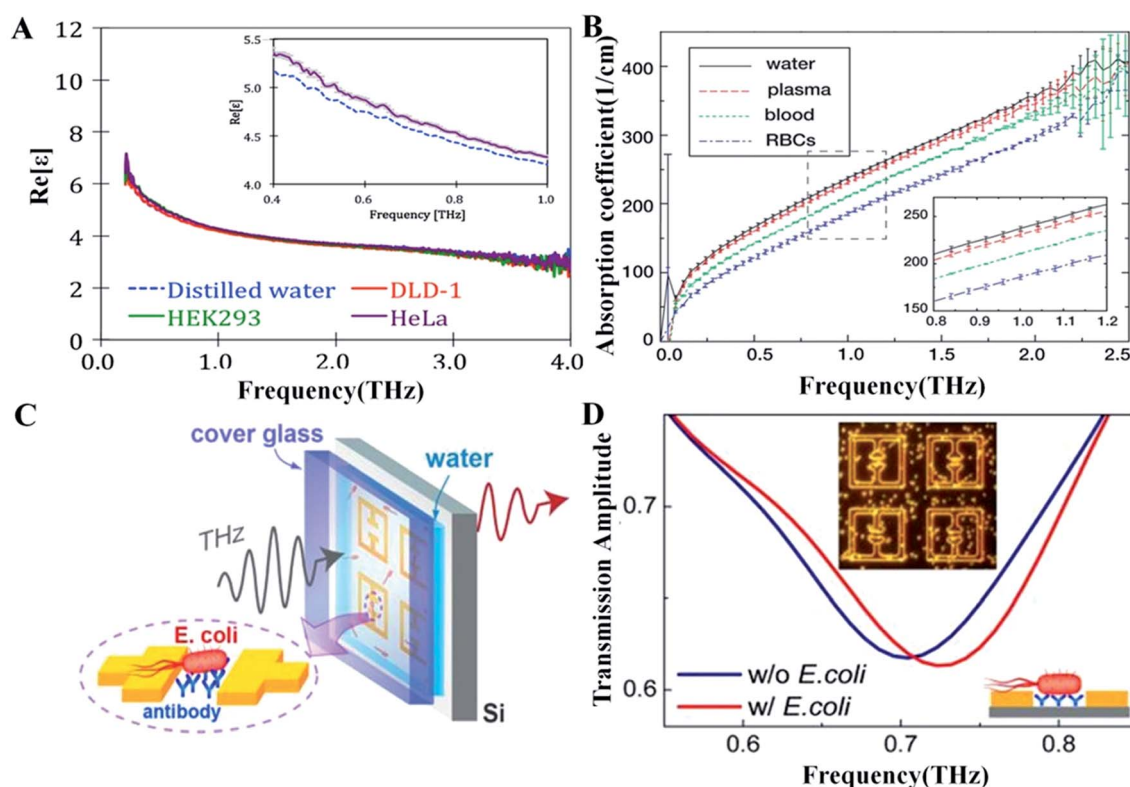 A
12
10
8
6
4
2
0
Re[ε]
0.0 1.0 2.0 3.0 4.0
Frequency(THz)
5.5
5.0
4.5
4.0
Re[ε]
0.4 0.6 0.8 1.0
Frequency [THz]
Distilled water DLD-1
HEK293 HeLa
B
400
300
200
100
0
Absorption coefficient(1/cm)
water
plasma
blood
RBCs
250
200
150
0.8 0.9 1.0 1.1 1.2
0.0 0.5 1.0 1.5 2.0 2.5
Frequency(THz)
C
cover glass
water
THz
E. coli
antibody
Si
D
0.7
0.6
Transmission Amplitude
w/o E.coli
w/ E.coli
0.6 0.7 0.8
Frequency(THz)